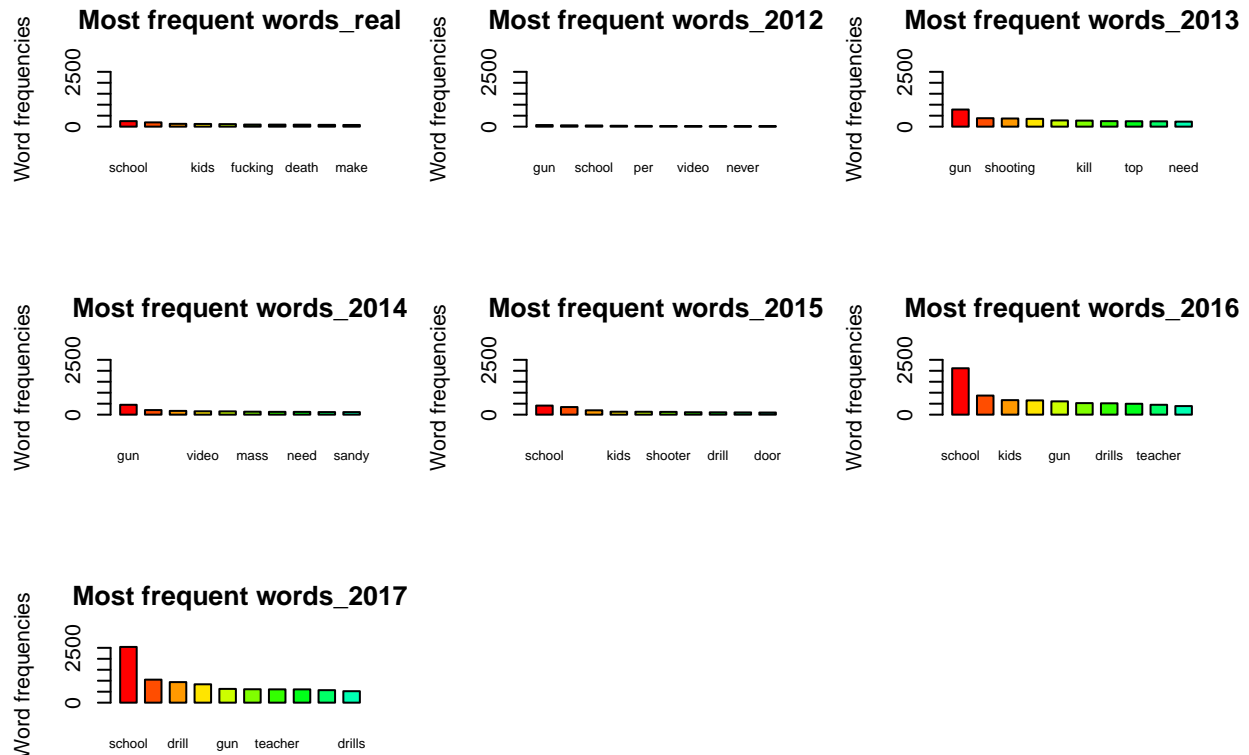 Most frequent words_real
Word frequencies
2500
0
school kids fucking death make
Most frequent words_2012
Word frequencies
2500
0
gun school per video never
Most frequent words_2013
Word frequencies
2500
0
gun shooting kill top need
Most frequent words_2014
Word frequencies
2500
0
gun video mass need sandy
Most frequent words_2015
Word frequencies
2500
0
school kids shooter drill door
Most frequent words_2016
Word frequencies
2500
0
school kids gun drills teacher
Most frequent words_2017
Word frequencies
2500
0
school drill gun teacher drills